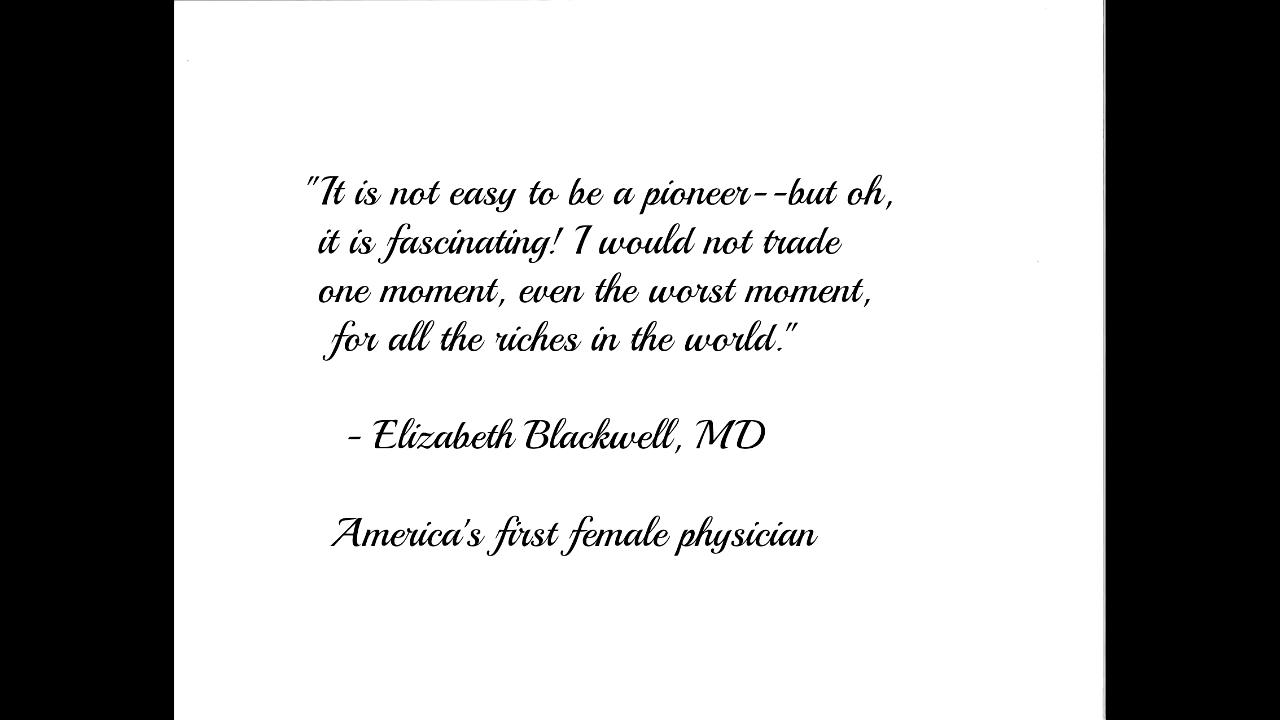 "It is not easy to be a pioneer--but oh,
it is fascinating! I would not trade
one moment, even the worst moment,
for all the riches in the world."
- Elizabeth Blackwell, MD
America's first female physician